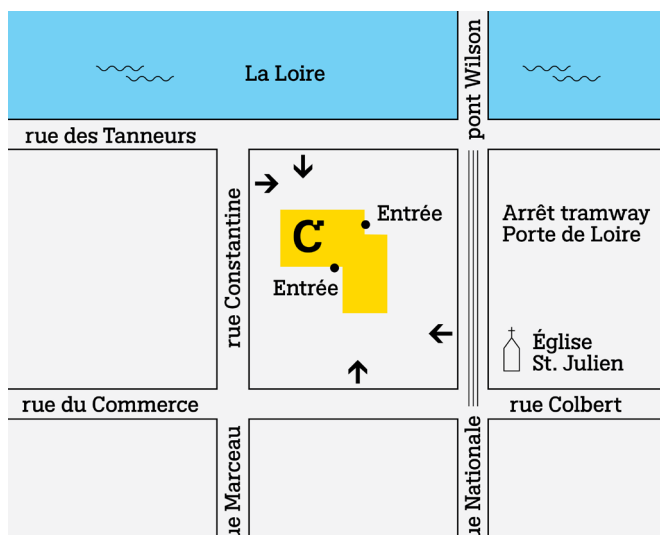 La Loire
pont Wilson
rue des Tanneurs
rue Constantine
Entrée
C
Entrée
Arrêt tramway
Porte de Loire
Église
St. Julien
rue du Commerce
rue Colbert
ue Marceau
ue Nationale